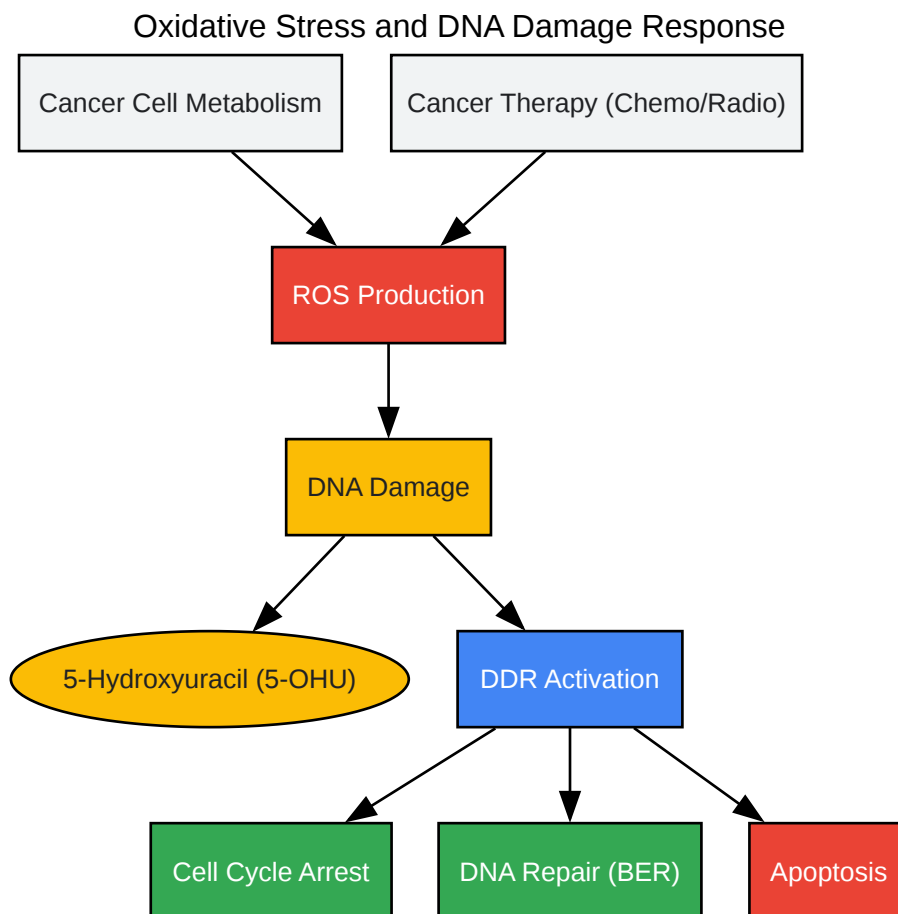 Oxidative Stress and DNA Damage Response
Cancer Cell Metabolism
Cancer Therapy (Chemo/Radio)
ROS Production
DNA Damage
5-Hydroxyuracil (5-OHU)
DDR Activation
Cell Cycle Arrest
DNA Repair (BER)
Apoptosis